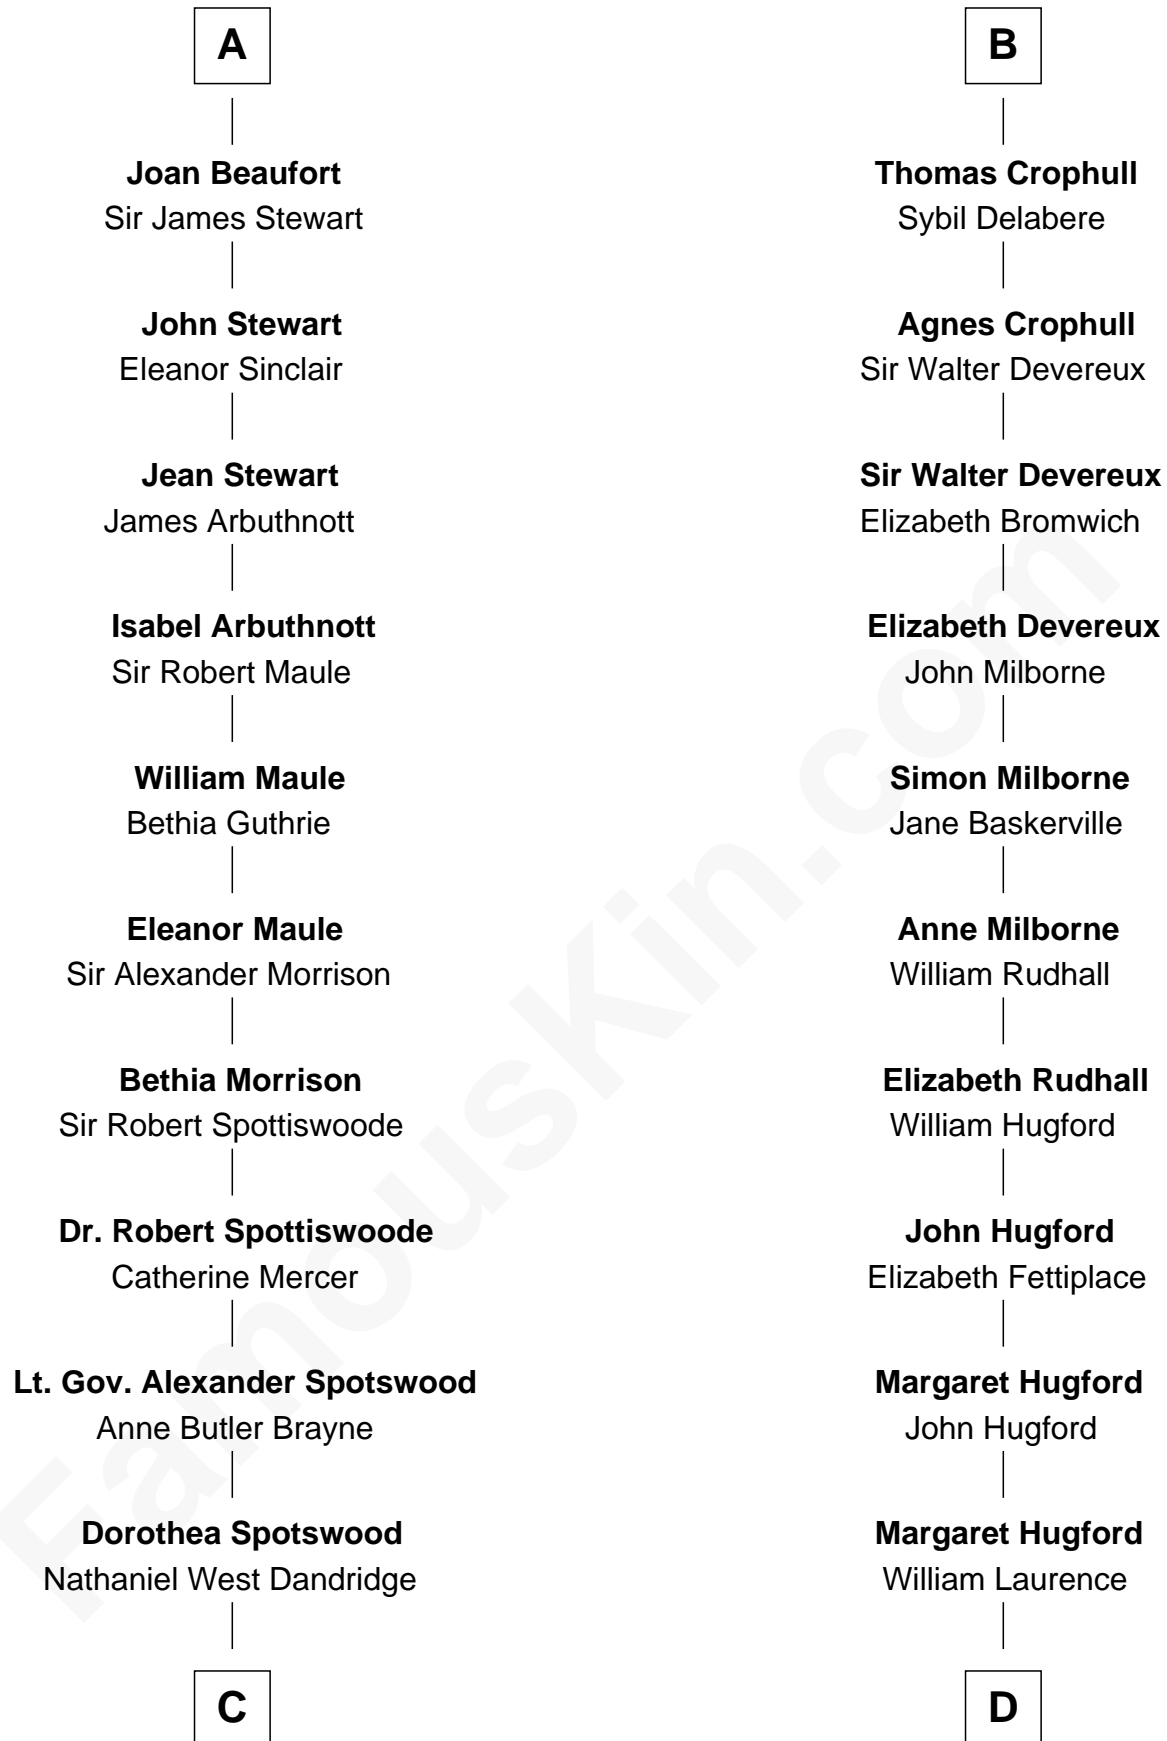 A
Joan Beaufort
Sir James Stewart
John Stewart
Eleanor Sinclair
Jean Stewart
James Arbuthnott
Isabel Arbuthnott
Sir Robert Maule
William Maule
Bethia Guthrie
Eleanor Maule
Sir Alexander Morrison
Bethia Morrison
Sir Robert Spottiswoode
Dr. Robert Spottiswoode
Catherine Mercer
Lt. Gov. Alexander Spotswood
Anne Butler Brayne
Dorothea Spotswood
Nathaniel West Dandridge
C
B
Thomas Crophull
Sybil Delabere
Agnes Crophull
Sir Walter Devereux
Sir Walter Devereux
Elizabeth Bromwich
Elizabeth Devereux
John Milborne
Simon Milborne
Jane Baskerville
Anne Milborne
William Rudhall
Elizabeth Rudhall
William Hugford
John Hugford
Elizabeth Fettiplace
Margaret Hugford
John Hugford
Margaret Hugford
William Laurence
D
FamousKin.com